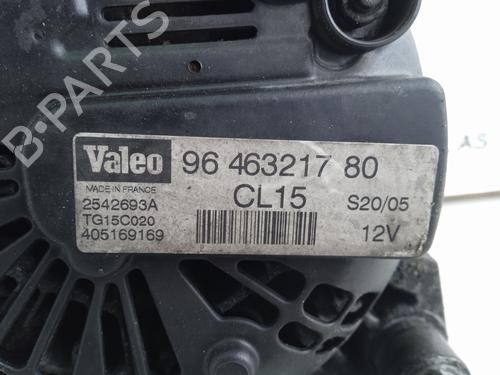 B-PARTS
Valeo 96 463217 80
MADE IN FRANCE CL15 S20/05
2542693A
TG15C020 12V
405169169